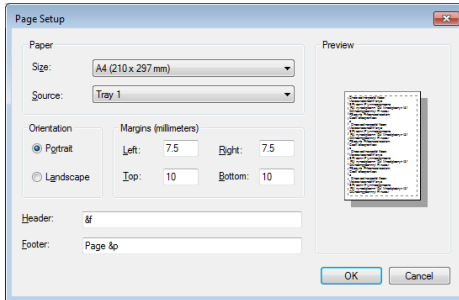 Page Setup
Paper
Size: A4 (210 x 297 mm)
Source: Tray 1
Orientation
Portrait
Landscape
Margins (millimeters)
Left: 7.5 Right: 7.5
Top: 10 Bottom: 10
Header: &f
Footer: Page &p
Preview
OK Cancel